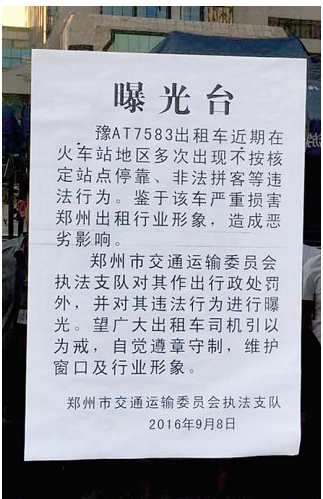 曝光台
豫AT7583出租车近期在
火车站地区多次出现不按核
定站点停靠、非法拼客等违
法行为。鉴于该车严重损害
郑州出租行业形象，造成恶
劣影响。
郑州市交通运输委员会
执法支队对其作出行政处罚
外，并对其违法行为进行曝
光。望广大出租车司机引以
为戒，自觉遵章守制，维护
窗口及行业形象。
郑州市交通运输委员会执法支队
2016年9月8日